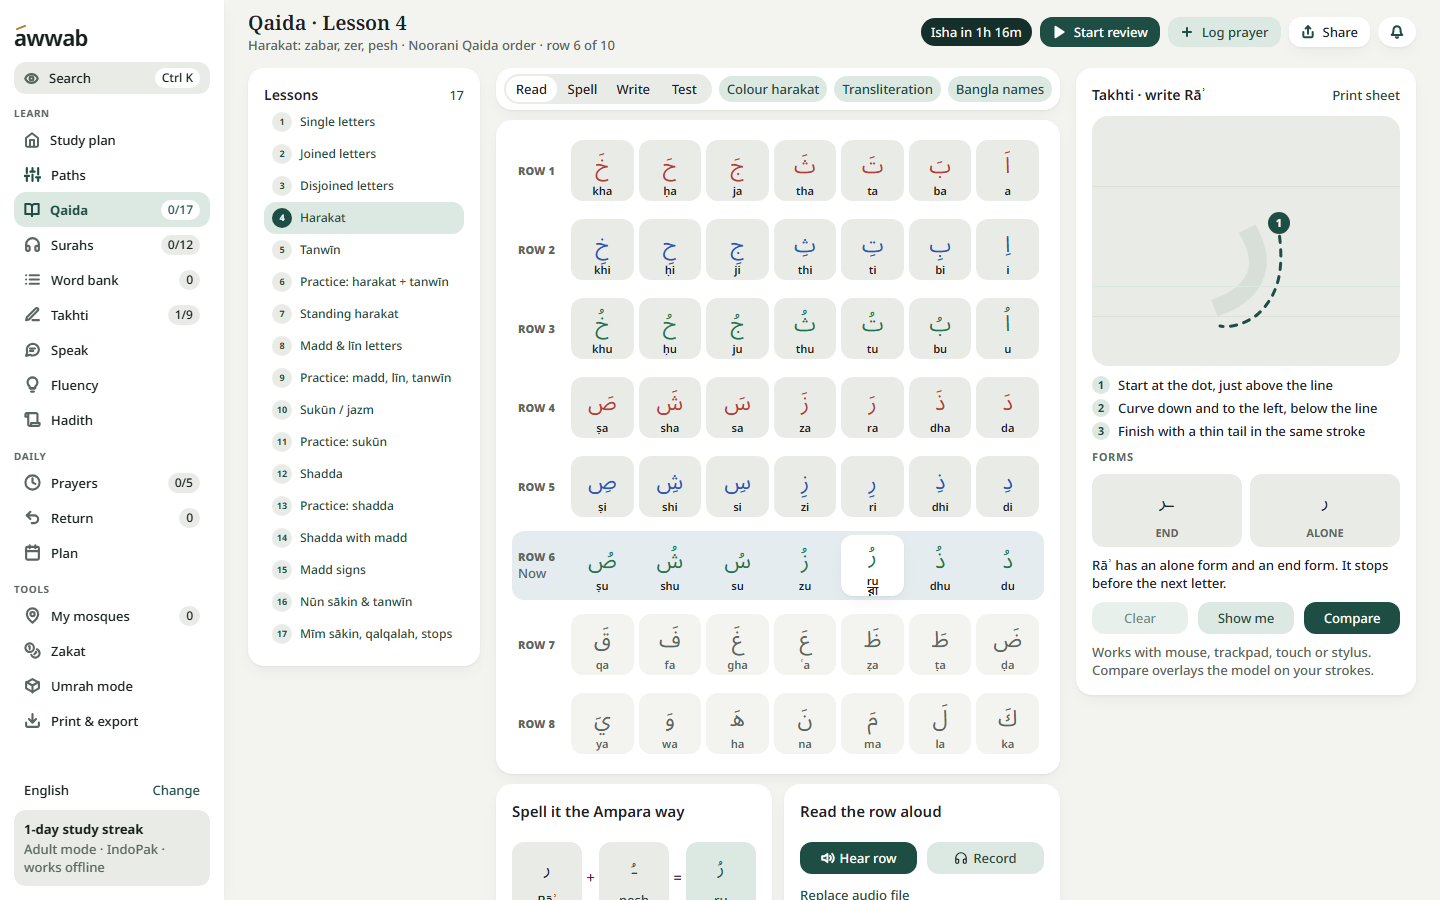 awwab
Search Ctrl K
LEARN
Study plan
Paths
Qaida 0/17
Surahs 0/12
Word bank 0
Takhti 1/9
Speak
Fluency
Hadith
DAILY
Prayers 0/5
Return 0
Plan
TOOLS
My mosques 0
Zakat
Umrah mode
Print & export
English Change
1-day study streak
Adult mode · IndoPak ·
works offline
Qaida · Lesson 4
Harakat: zabar, zer, pesh · Noorani Qaida order · row 6 of 10
Isha in 1h 16m Start review Log prayer Share
Lessons 17
1 Single letters
2 Joined letters
3 Disjoined letters
4 Harakat
5 Tanwīn
6 Practice: harakat + tanwīn
7 Standing harakat
8 Madd & līn letters
9 Practice: madd, līn, tanwīn
10 Sukūn / jazm
11 Practice: sukūn
12 Shadda
13 Practice: shadda
14 Shadda with madd
15 Madd signs
16 Nūn sākin & tanwīn
17 Mīm sākin, qalqalah, stops
Read Spell Write Test Colour harakat Transliteration Bangla names
ROW 1
خَ حَ جَ ثَ تَ بَ اَ
kha ḥa ja tha ta ba a
ROW 2
خِ حِ جِ ثِ تِ بِ اِ
khi ḥi ji thi ti bi i
ROW 3
خُ حُ جُ ثُ تُ بُ اُ
khu ḥu ju thu tu bu u
ROW 4
صَ شَ سَ زَ رَ ذَ دَ
ṣa sha sa za ra dha da
ROW 5
صِ شِ سِ زِ رِ ذِ دِ
ṣi shi si zi ri dhi di
ROW 6
Now
صُ شُ سُ زُ رُ ذُ دُ
ṣu shu su zu ru dhu du
ROW 7
قَ فَ غَ عَ ظَ طَ ضَ
qa fa gha ʿa ẓa ṭa ḍa
ROW 8
يَ وَ هَ نَ مَ لَ كَ
ya wa ha na ma la ka
Spell it the Ampara way
ر + ـُ = رُ
Rāʾ pesh ru
Read the row aloud
Hear row Record
Replace audio file
Takhti · write Rāʾ Print sheet
1
1 Start at the dot, just above the line
2 Curve down and to the left, below the line
3 Finish with a thin tail in the same stroke
FORMS
ـر ر
END ALONE
Rāʾ has an alone form and an end form. It stops
before the next letter.
Clear Show me Compare
Works with mouse, trackpad, touch or stylus.
Compare overlays the model on your strokes.